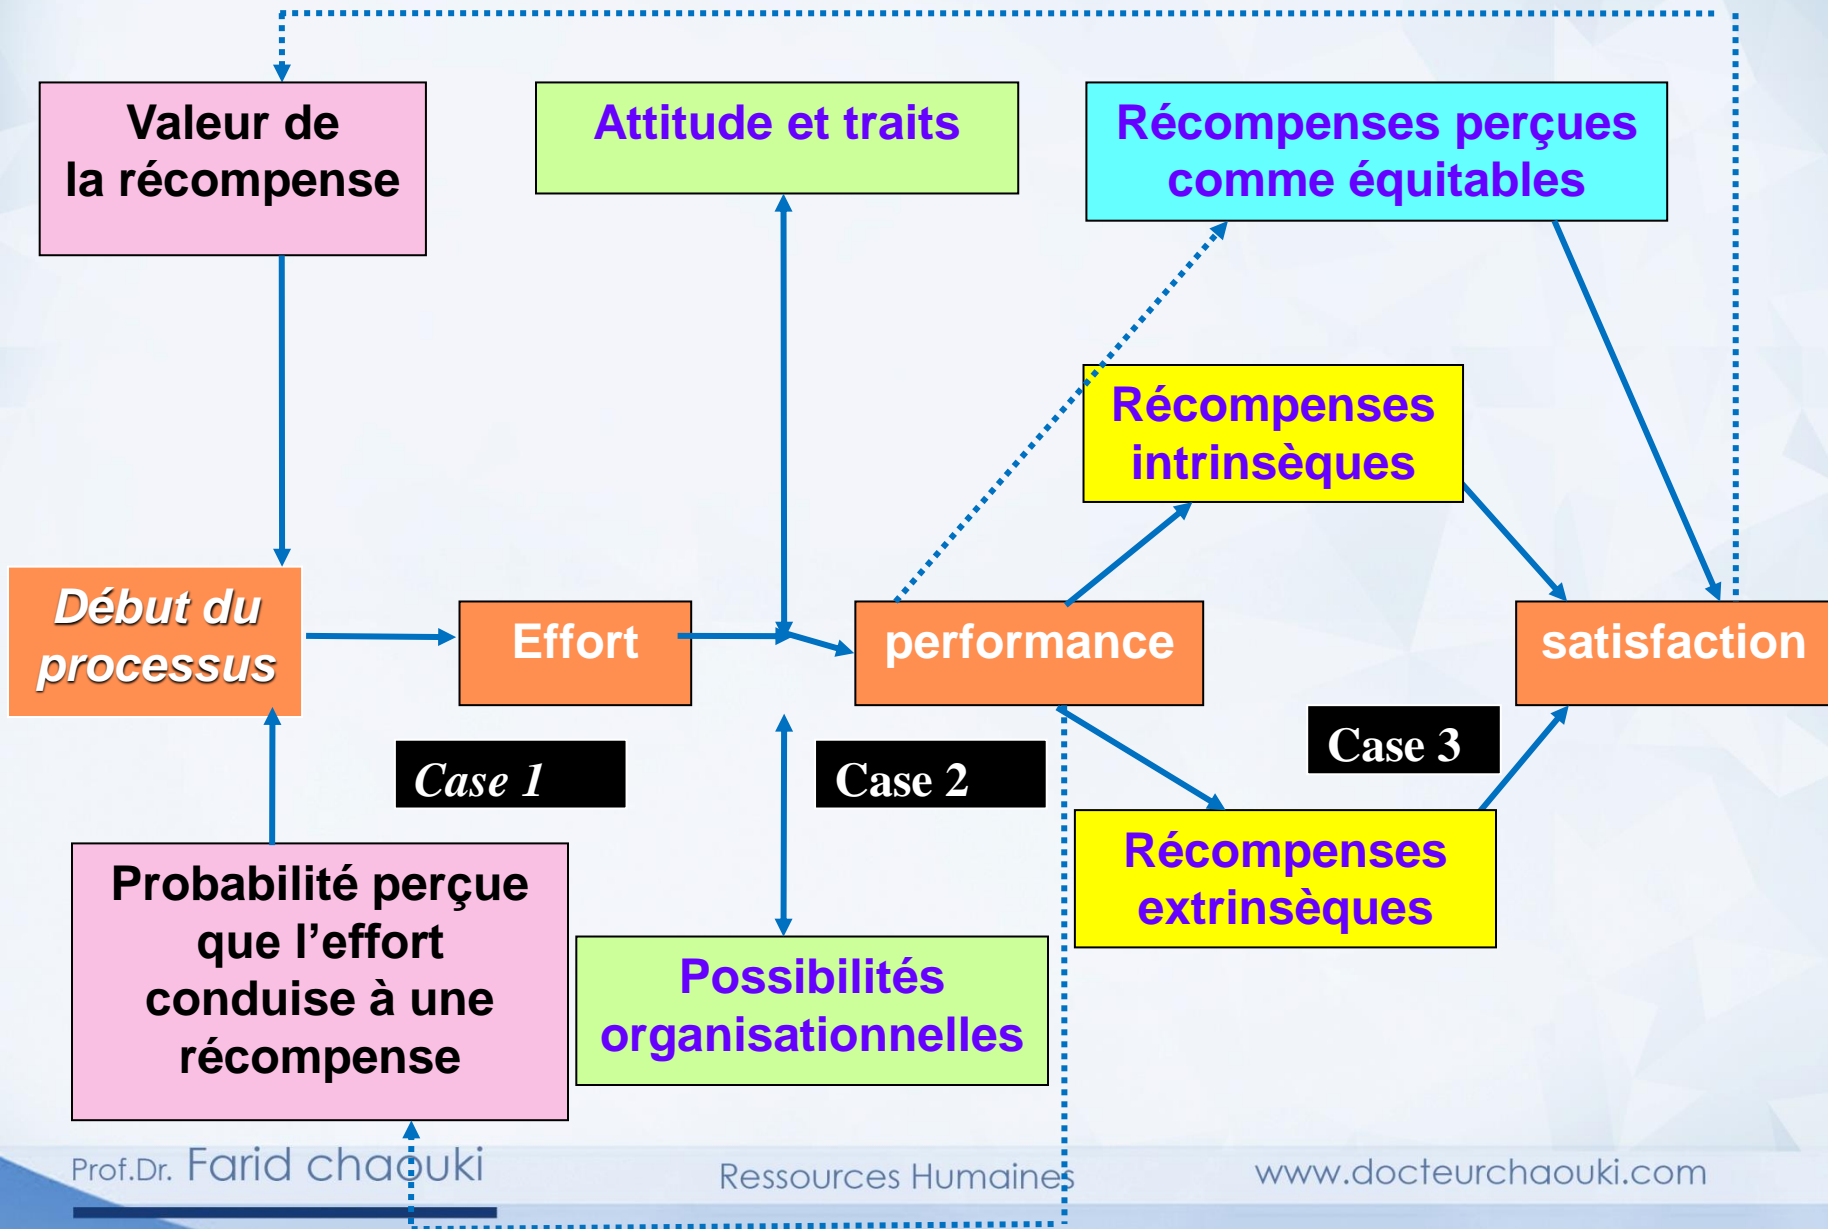 Valeur de
la récompense
Attitude et traits
Récompenses perçues
comme équitables
Récompenses
intrinsèques
Début du
processus
Effort
performance
satisfaction
Case 1
Case 2
Case 3
Probabilité perçue
que l’effort
conduise à une
récompense
Possibilités
organisationnelles
Récompenses
extrinsèques
Prof.Dr. Farid chaouki
Ressources Humaines
www.docteurchaouki.com